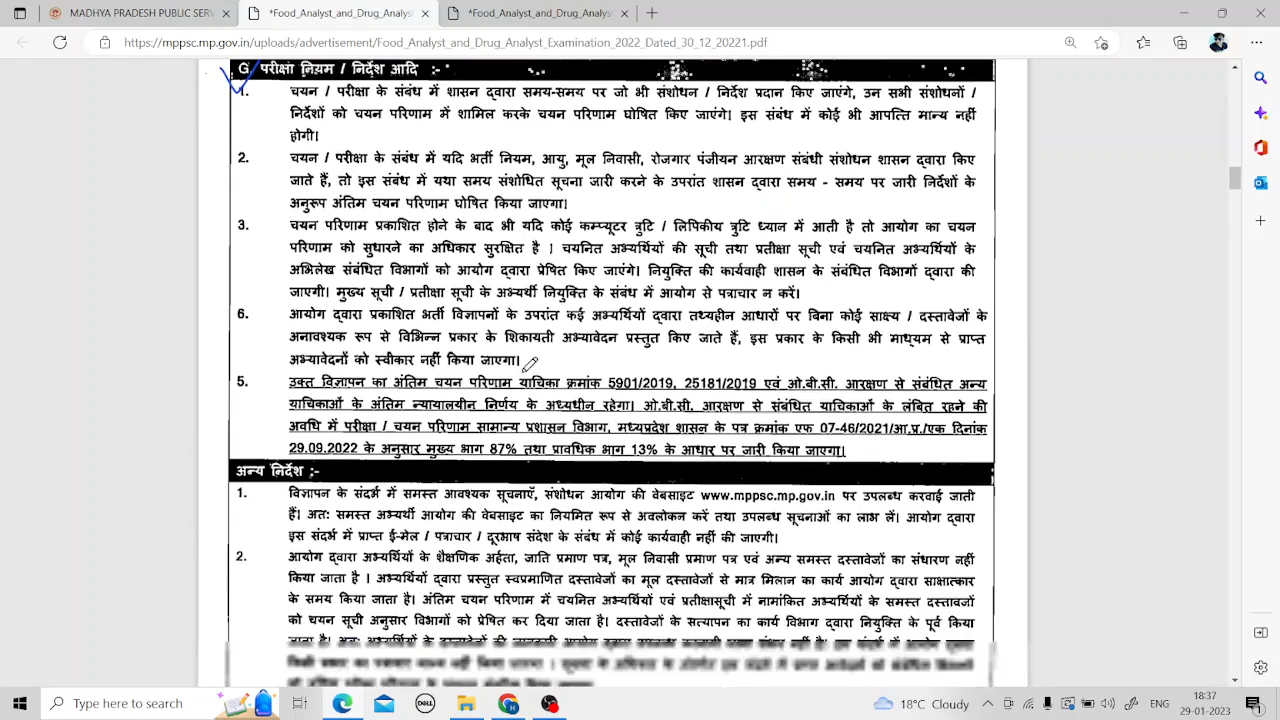 MADHYA PRADESH PUBLIC SERV
*Food_Analyst_and_Drug_Analyst_E
*Food_Analyst_and_Drug_Analyst_E
https://mppsc.mp.gov.in/uploads/advertisement/Food_Analyst_and_Drug_Analyst_Examination_2022_Dated_30_12_20221.pdf
G परीक्षा नियम / निर्देश आदि :-
1. चयन / परीक्षा के संबंध में शासन द्वारा समय-समय पर जो भी संशोधन / निर्देश प्रदान किए जाएंगे, उन सभी संशोधनों /
निर्देशों को चयन परिणाम में शामिल करके चयन परिणाम घोषित किए जाएंगे। इस संबंध में कोई भी आपत्ति मान्य नहीं
होगी।
2. चयन / परीक्षा के संबंध में यदि भर्ती नियम, आयु, मूल निवासी, रोजगार पंजीयन आरक्षण संबंधी संशोधन शासन द्वारा किए
जाते हैं, तो इस संबंध में यथा समय संशोधित सूचना जारी करने के उपरांत शासन द्वारा समय - समय पर जारी निर्देशों के
अनुरूप अंतिम चयन परिणाम घोषित किया जाएगा।
3. चयन परिणाम प्रकाशित होने के बाद भी यदि कोई कम्प्यूटर त्रुटि / लिपिकीय त्रुटि ध्यान में आती है तो आयोग का चयन
परिणाम को सुधारने का अधिकार सुरक्षित है । चयनित अभ्यर्थियों की सूची तथा प्रतीक्षा सूची एवं चयनित अभ्यर्थियों के
अभिलेख संबंधित विभागों को आयोग द्वारा प्रेषित किए जाएंगे। नियुक्ति की कार्यवाही शासन के संबंधित विभागों द्वारा की
जाएगी। मुख्य सूची / प्रतीक्षा सूची के अभ्यर्थी नियुक्ति के संबंध में आयोग से पत्राचार न करें।
6. आयोग द्वारा प्रकाशित भर्ती विज्ञापनों के उपरांत कई अभ्यर्थियों द्वारा तथ्यहीन आधारों पर बिना कोई साक्ष्य / दस्तावेजों के
अनावश्यक रूप से विभिन्न प्रकार के शिकायती अभ्यावेदन प्रस्तुत किए जाते हैं, इस प्रकार के किसी भी माध्यम से प्राप्त
अभ्यावेदनों को स्वीकार नहीं किया जाएगा।
5. उक्त विज्ञापन का अंतिम चयन परिणाम याचिका क्रमांक 5901/2019, 25181/2019 एवं ओ.बी.सी. आरक्षण से संबंधित अन्य
याचिकाओं के अंतिम न्यायालयीन निर्णय के अध्यधीन रहेगा। ओ.बी.सी. आरक्षण से संबंधित याचिकाओं के लंबित रहने की
अवधि में परीक्षा / चयन परिणाम सामान्य प्रशासन विभाग, मध्यप्रदेश शासन के पत्र क्रमांक एफ 07-46/2021/आ.प्र./एक दिनांक
29.09.2022 के अनुसार मुख्य भाग 87% तथा प्रावधिक भाग 13% के आधार पर जारी किया जाएगा।
अन्य निर्देश :-
1. विज्ञापन के संदर्भ में समस्त आवश्यक सूचनाएँ, संशोधन आयोग की वेबसाइट www.mppsc.mp.gov.in पर उपलब्ध करवाई जाती
हैं। अतः समस्त अभ्यर्थी आयोग की वेबसाइट का नियमित रूप से अवलोकन करें तथा उपलब्ध सूचनाओं का लाभ लें। आयोग द्वारा
इस संदर्भ में प्राप्त ई-मेल / पत्राचार / दूरभाष संदेश के संबंध में कोई कार्यवाही नहीं की जाएगी।
2. आयोग द्वारा अभ्यर्थियों के शैक्षणिक अर्हता, जाति प्रमाण पत्र, मूल निवासी प्रमाण पत्र एवं अन्य समस्त दस्तावेजों का संधारण नहीं
किया जाता है । अभ्यर्थियों द्वारा प्रस्तुत स्वप्रमाणित दस्तावेजों का मूल दस्तावेजों से मात्र मिलान का कार्य आयोग द्वारा साक्षात्कार
के समय किया जाता है। अंतिम चयन परिणाम में चयनित अभ्यर्थियों एवं प्रतीक्षासूची में नामांकित अभ्यर्थियों के समस्त दस्तावजों
को चयन सूची अनुसार विभागों को प्रेषित कर दिया जाता है। दस्तावेजों के सत्यापन का कार्य विभाग द्वारा नियुक्ति के पूर्व किया
Type here to search
DELL
18°C Cloudy
ENG
18:37
29-01-2023